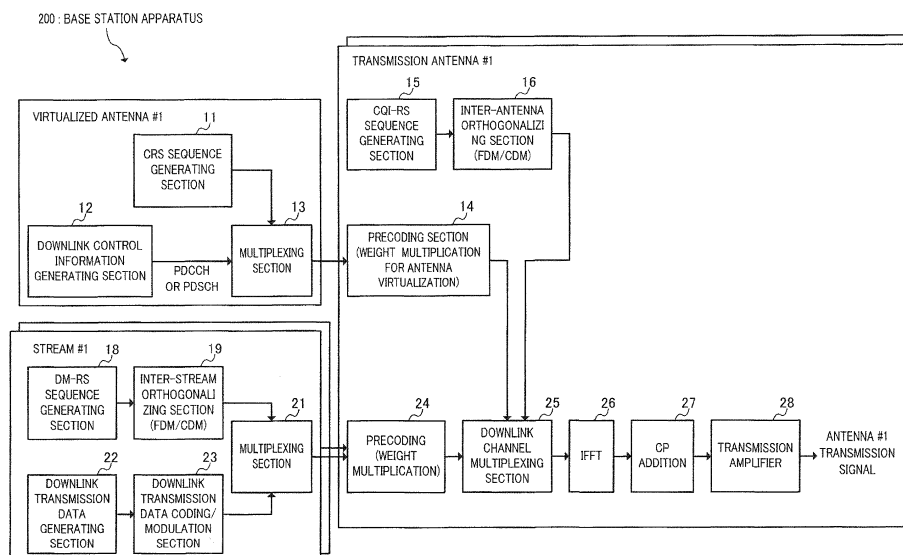 200 : BASE STATION APPARATUS
TRANSMISSION ANTENNA #1
15
CQI-RS
SEQUENCE
GENERATING
SECTION
16
INTER-ANTENNA
ORTHOGONALIZ
ING SECTION
(FDM/CDM)
VIRTUALIZED ANTENNA #1
11
CRS SEQUENCE
GENERATING
SECTION
12
DOWNLINK CONTROL
INFORMATION
GENERATING SECTION
PDCCH
OR PDSCH
13
MULTIPLEXING
SECTION
14
PRECODING SECTION
(WEIGHT MULTIPLICATION
FOR ANTENNA
VIRTUALIZATION)
STREAM #1
18
DM-RS
SEQUENCE
GENERATING
SECTION
19
INTER-STREAM
ORTHOGONALI
ZING SECTION
(FDM/CDM)
21
MULTIPLEXING
SECTION
22
DOWNLINK
TRANSMISSION
DATA
GENERATING
SECTION
23
DOWNLINK
TRANSMISSION
DATA CODING/
MODULATION
SECTION
24
PRECODING
(WEIGHT
MULTIPLICATION)
25
DOWNLINK
CHANNEL
MULTIPLEXING
SECTION
26
IFFT
27
CP
ADDITION
28
TRANSMISSION
AMPLIFIER
ANTENNA #1
TRANSMISSION
SIGNAL